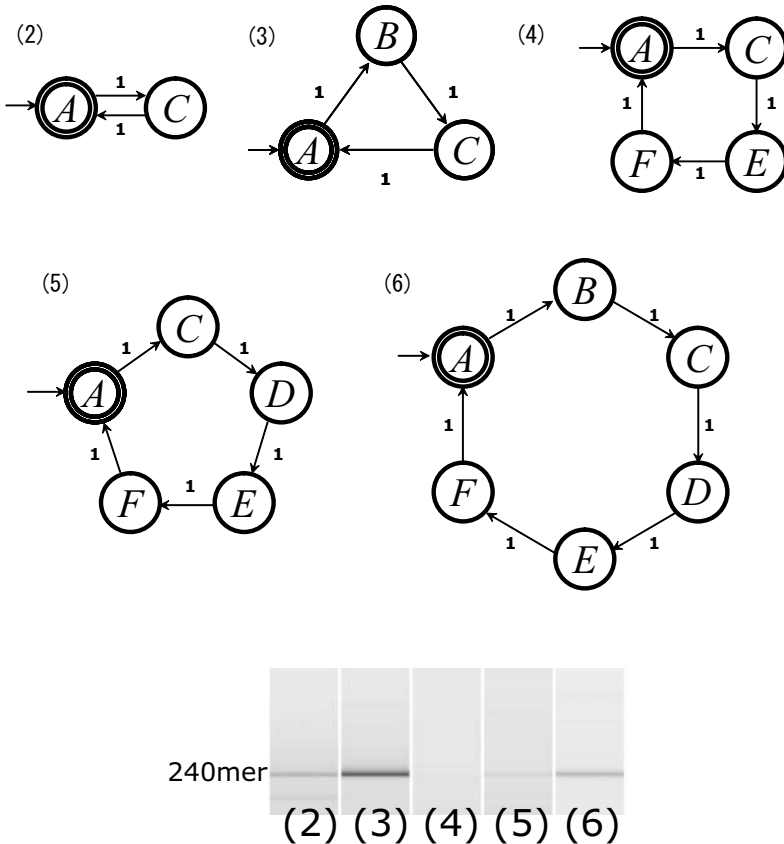 (2)
A 1 C
1
(3)
B
1 1
A C
1
(4)
A 1 C
1 1
F 1 E
(5)
C
1 1
A D
1 1
F 1 E
(6)
B
1 1
A C
1 1
F D
1 1
E
240mer
(2) (3) (4) (5) (6)